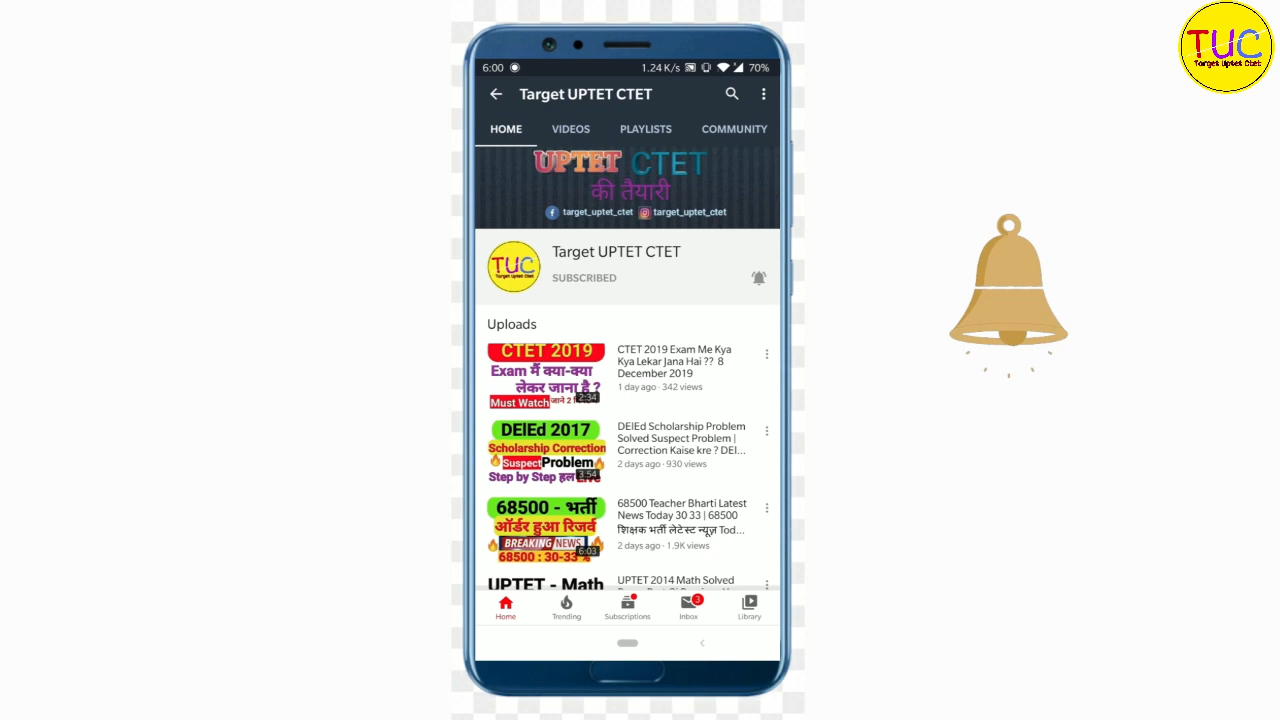 TUC
Target Uptet Ctet
6:00 1.24 K/s 70%
Target UPTET CTET
HOME VIDEOS PLAYLISTS COMMUNITY
UPTET CTET
की तैयारी
target_uptet_ctet target_uptet_ctet
TUC
Target Uptet Ctet
Target UPTET CTET
SUBSCRIBED
Uploads
CTET 2019
Exam मैं क्या-क्या
लेकर जाना है ?
Must Watch जाने 2
2:34
CTET 2019 Exam Me Kya
Kya Lekar Jana Hai ?? 8
December 2019
1 day ago · 342 views
DElEd 2017
Scholarship Correction
Suspect Problem
Step by Step हल Live
3:54
DElEd Scholarship Problem
Solved Suspect Problem |
Correction Kaise kre ? DEl...
2 days ago · 930 views
68500 - भर्ती
ऑर्डर हुआ रिजर्व
BREAKING NEWS
68500 : 30-33 %
6:03
68500 Teacher Bharti Latest
News Today 30 33 | 68500
शिक्षक भर्ती लेटेस्ट न्यूज़ Tod...
2 days ago · 1.9K views
UPTET - Math
UPTET 2014 Math Solved
Home Trending Subscriptions Inbox 3 Library